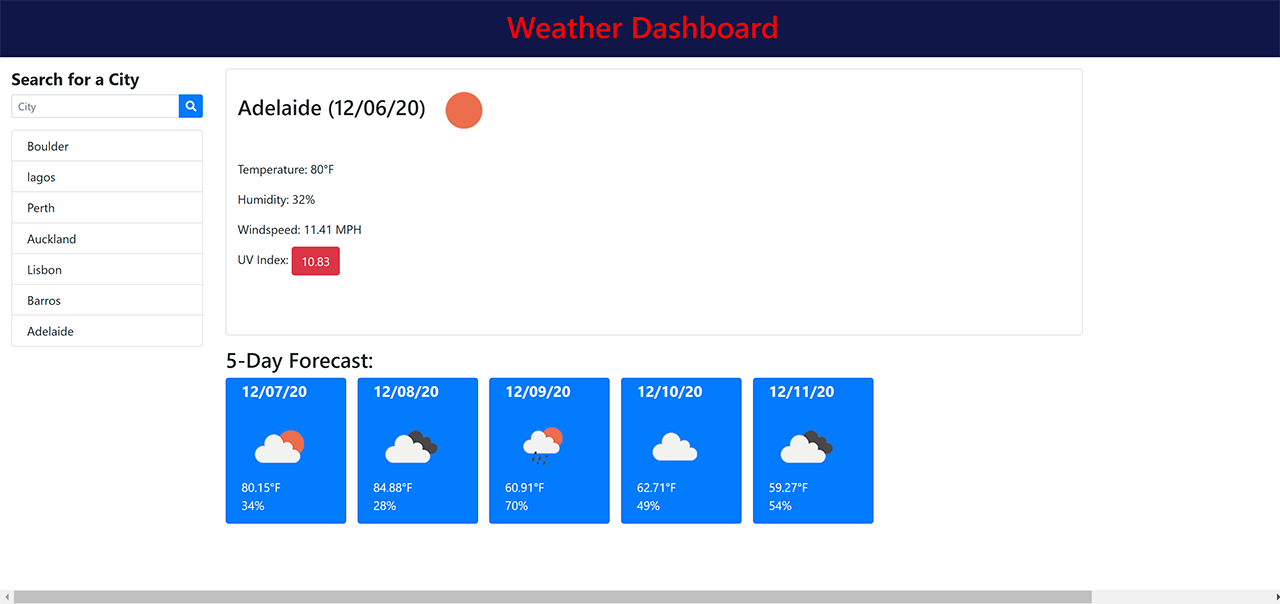 Weather Dashboard
Search for a City
City
Boulder
lagos
Perth
Auckland
Lisbon
Barros
Adelaide
Adelaide (12/06/20)
Temperature: 80°F
Humidity: 32%
Windspeed: 11.41 MPH
UV Index: 10.83
5-Day Forecast:
12/07/20
80.15°F
34%
12/08/20
84.88°F
28%
12/09/20
60.91°F
70%
12/10/20
62.71°F
49%
12/11/20
59.27°F
54%